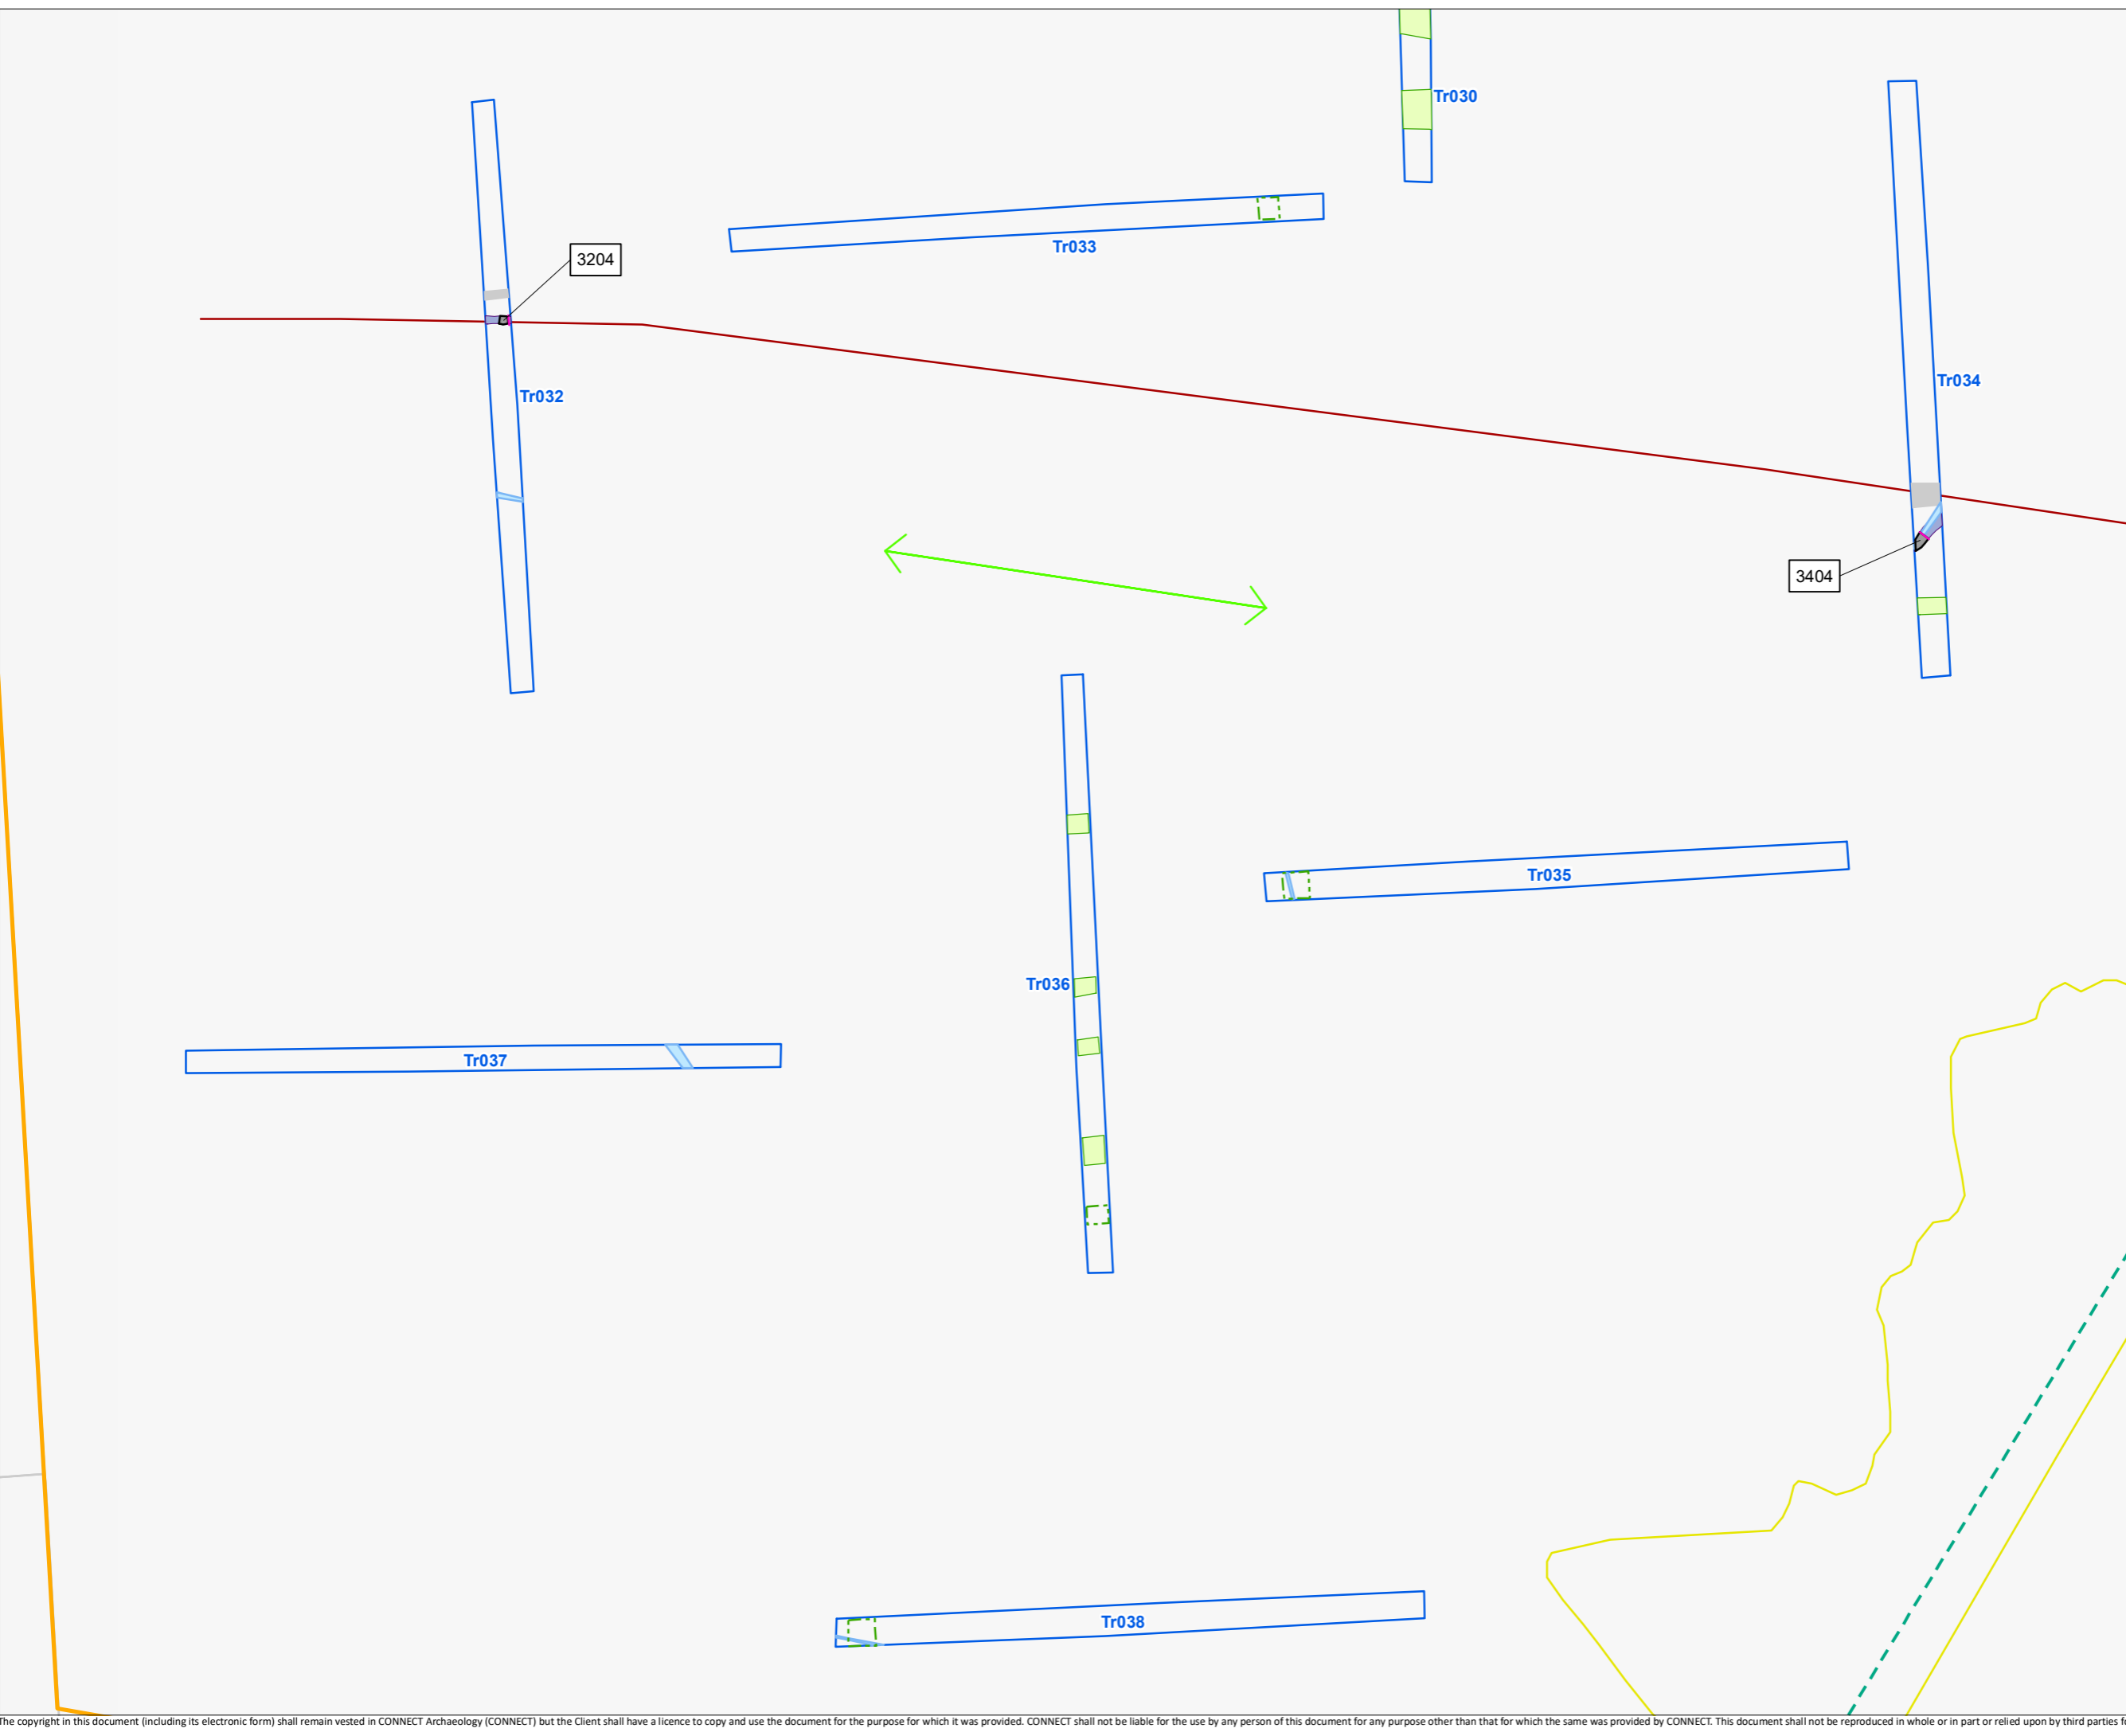 Tr030
Tr033
3204
Tr032
Tr034
3404
Tr035
Tr036
Tr037
Tr038
The copyright in this document (including its electronic form) shall remain vested in CONNECT Archaeology (CONNECT) but the Client shall have a licence to copy and use the document for the purpose for which it was provided. CONNECT shall not be liable for the use by any person of this document for any purpose other than that for which the same was provided by CONNECT. This document shall not be reproduced in whole or in part or relied upon by third parties